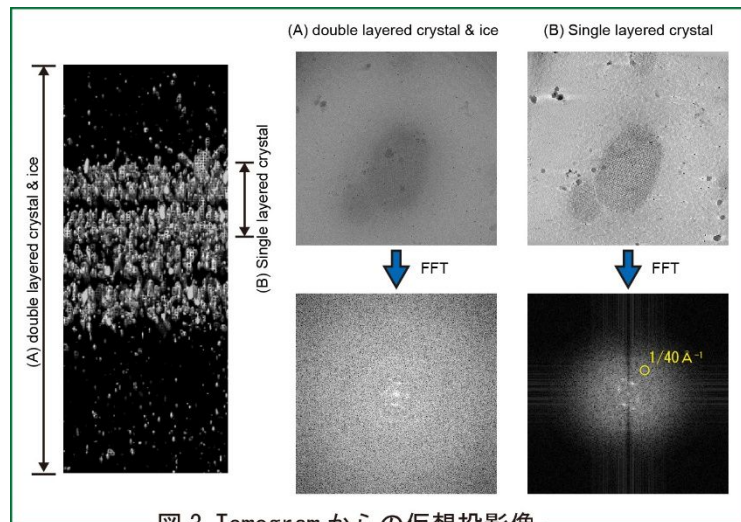 (A) double layered crystal & ice
(B) Single layered crystal
(A) double layered crystal & ice
(B) Single layered crystal
FFT
FFT
1/40 Å⁻¹
図 2 Tomogram からの仮想投影像